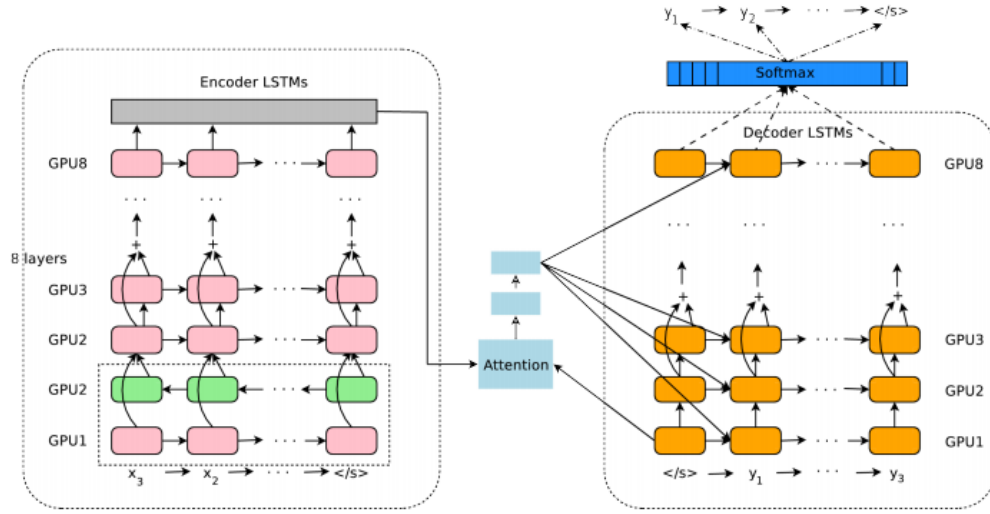 y1 y2 ... </s>
Softmax
Encoder LSTMs
Decoder LSTMs
GPU8 ... ... GPU8
... ... ... ... ... ...
+ + +
8 layers
GPU3 ...
+ + +
GPU2 ... ... GPU3
Attention
GPU2 ... ... GPU2
GPU1 ... ... GPU1
x3 x2 ... </s>
</s> y1 ... y3